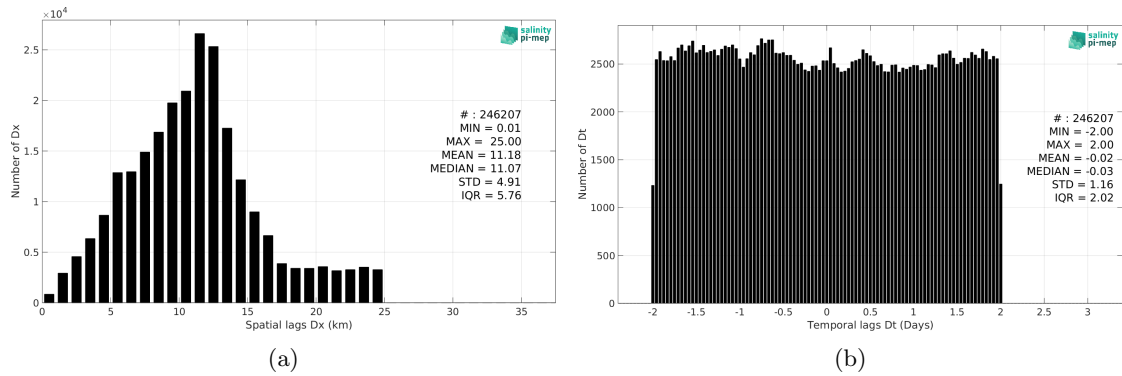 ×10⁴
2.5
2
1.5
1
0.5
0
Number of Dx
0 5 10 15 20 25 30 35
Spatial lags Dx (km)
salinity
pi-mep
# : 246207
MIN = 0.01
MAX = 25.00
MEAN = 11.18
MEDIAN = 11.07
STD = 4.91
IQR = 5.76
(a)
2500
2000
1500
1000
500
0
Number of Dt
-2 -1.5 -1 -0.5 0 0.5 1 1.5 2 2.5 3
Temporal lags Dt (Days)
salinity
pi-mep
# : 246207
MIN = -2.00
MAX = 2.00
MEAN = -0.02
MEDIAN = -0.03
STD = 1.16
IQR = 2.02
(b)